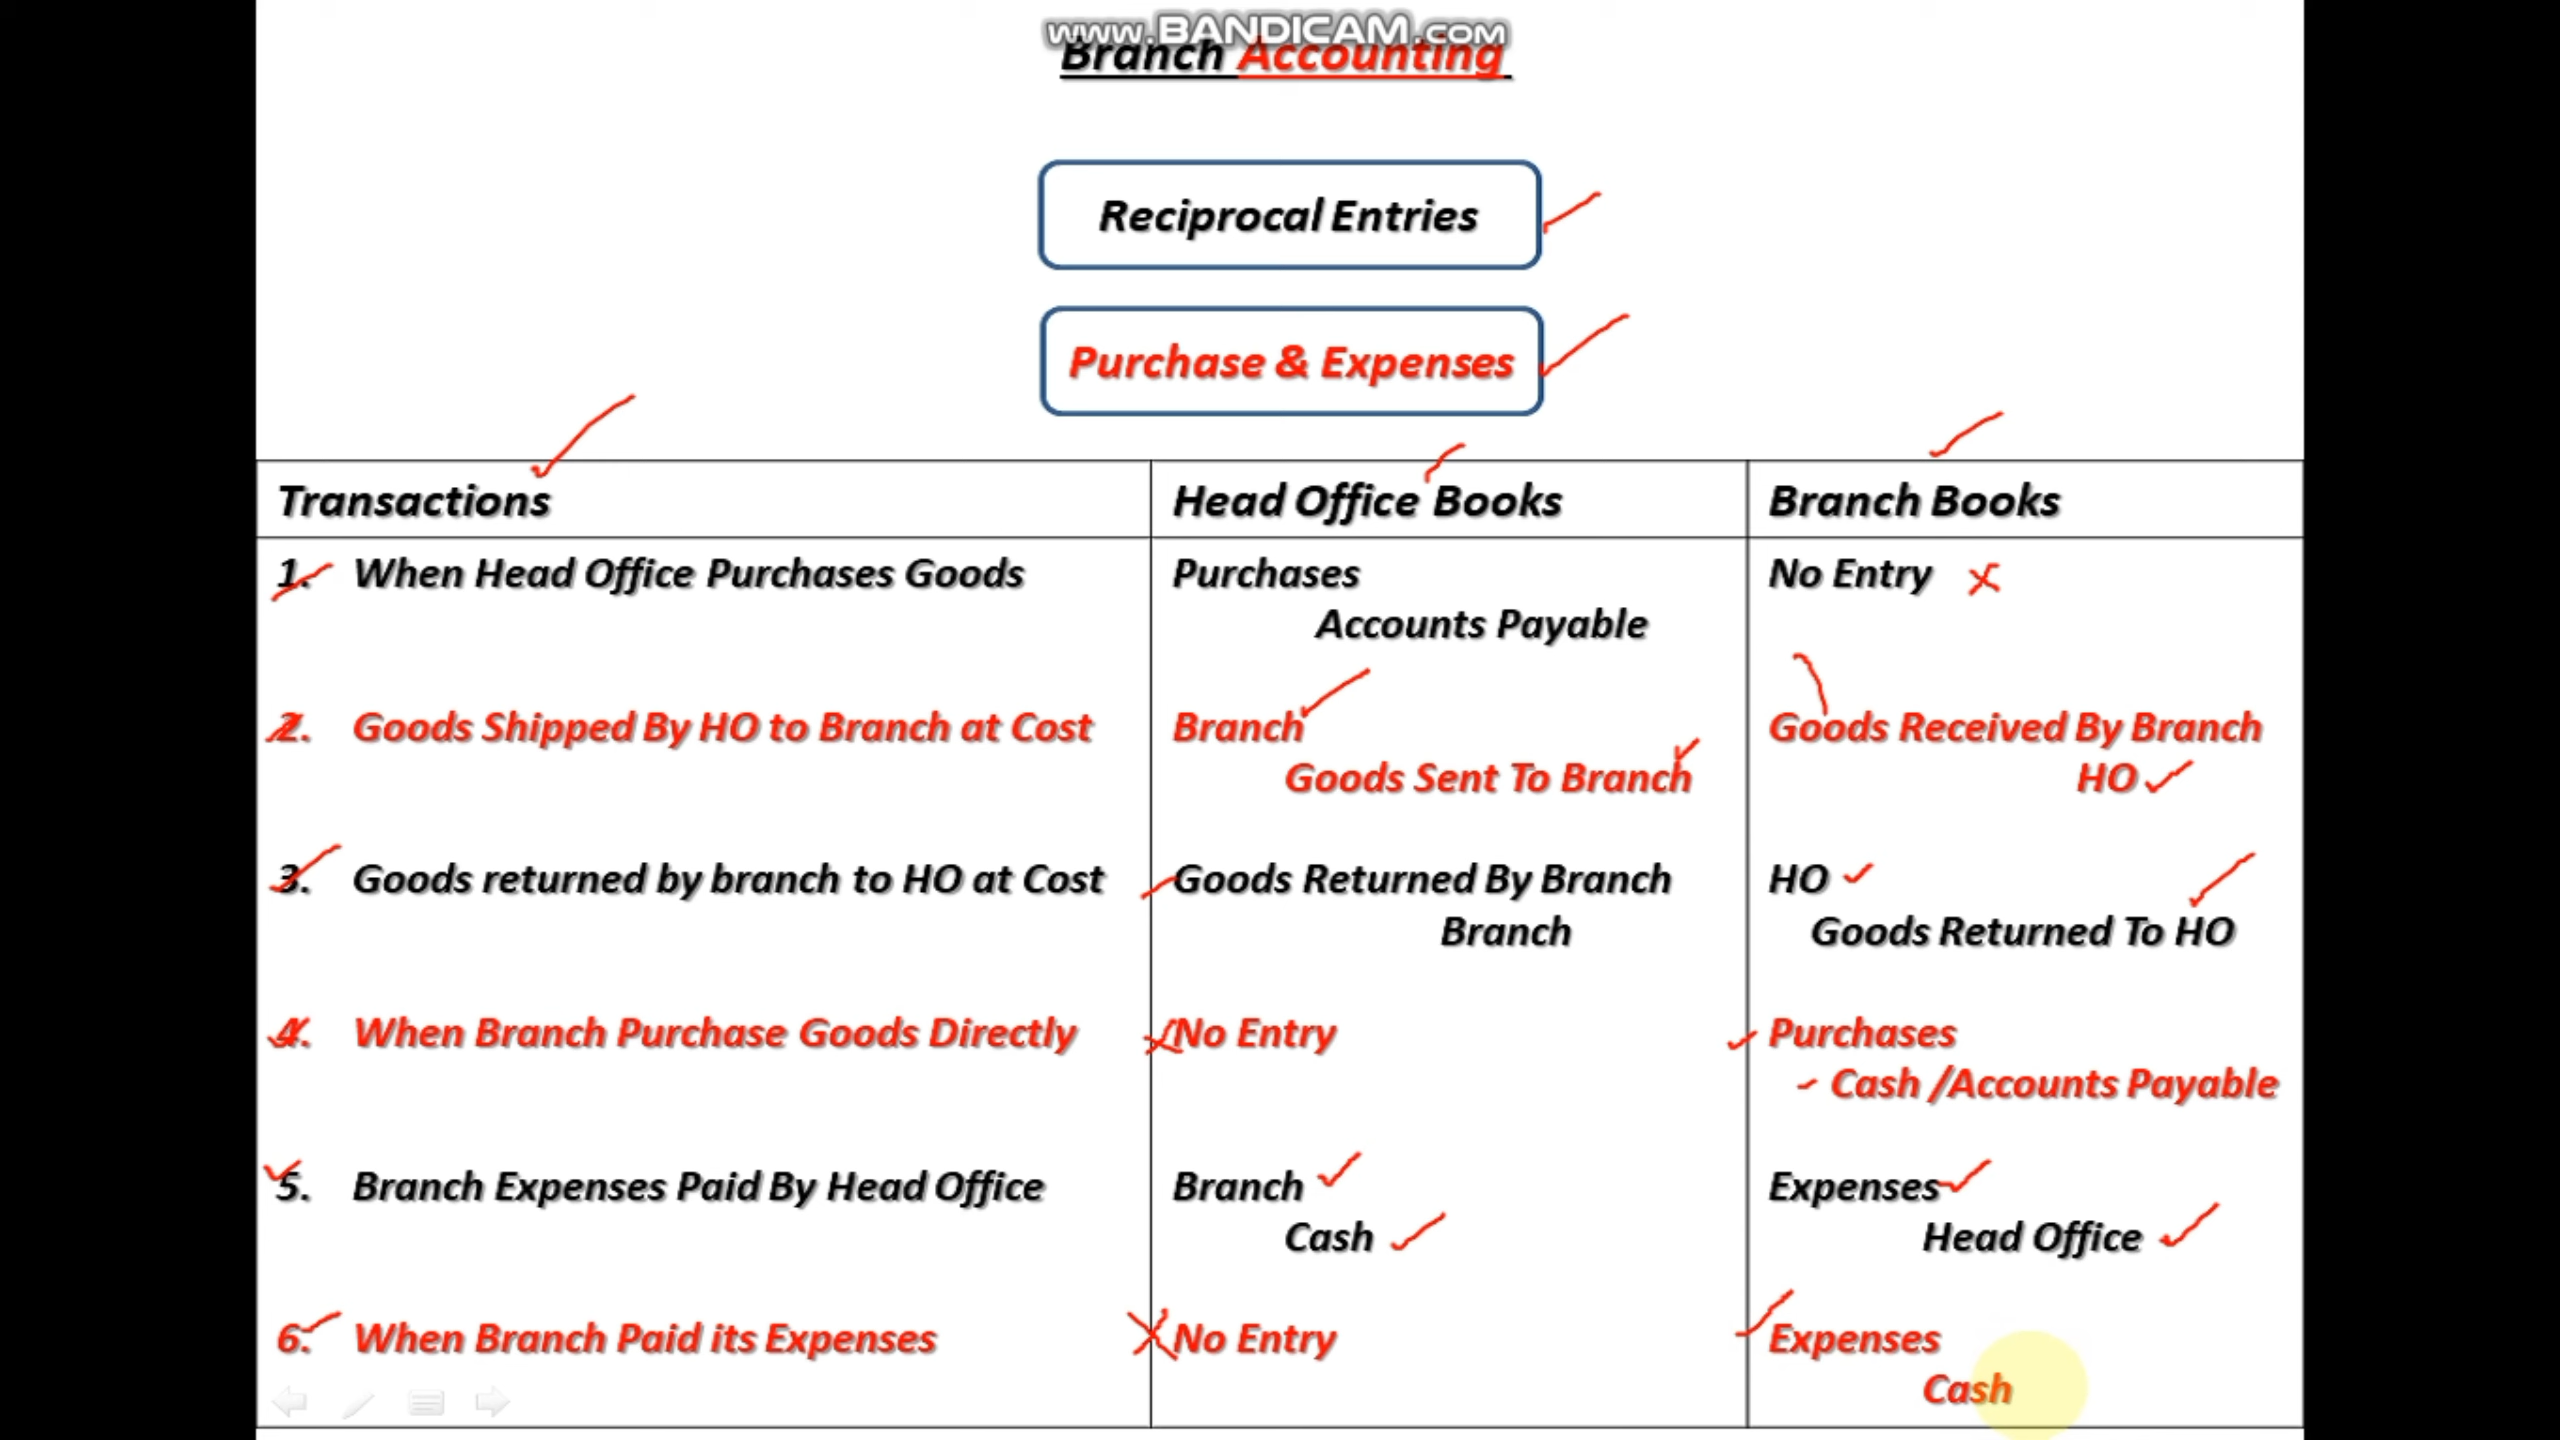 www.BANDICAM.com
Branch Accounting
Reciprocal Entries
Purchase & Expenses
Transactions
Head Office Books
Branch Books
1. When Head Office Purchases Goods
Purchases
Accounts Payable
No Entry
2. Goods Shipped By HO to Branch at Cost
Branch
Goods Sent To Branch
Goods Received By Branch
HO
3. Goods returned by branch to HO at Cost
Goods Returned By Branch
Branch
HO
Goods Returned To HO
4. When Branch Purchase Goods Directly
No Entry
Purchases
Cash /Accounts Payable
5. Branch Expenses Paid By Head Office
Branch
Cash
Expenses
Head Office
6. When Branch Paid its Expenses
No Entry
Expenses
Cash